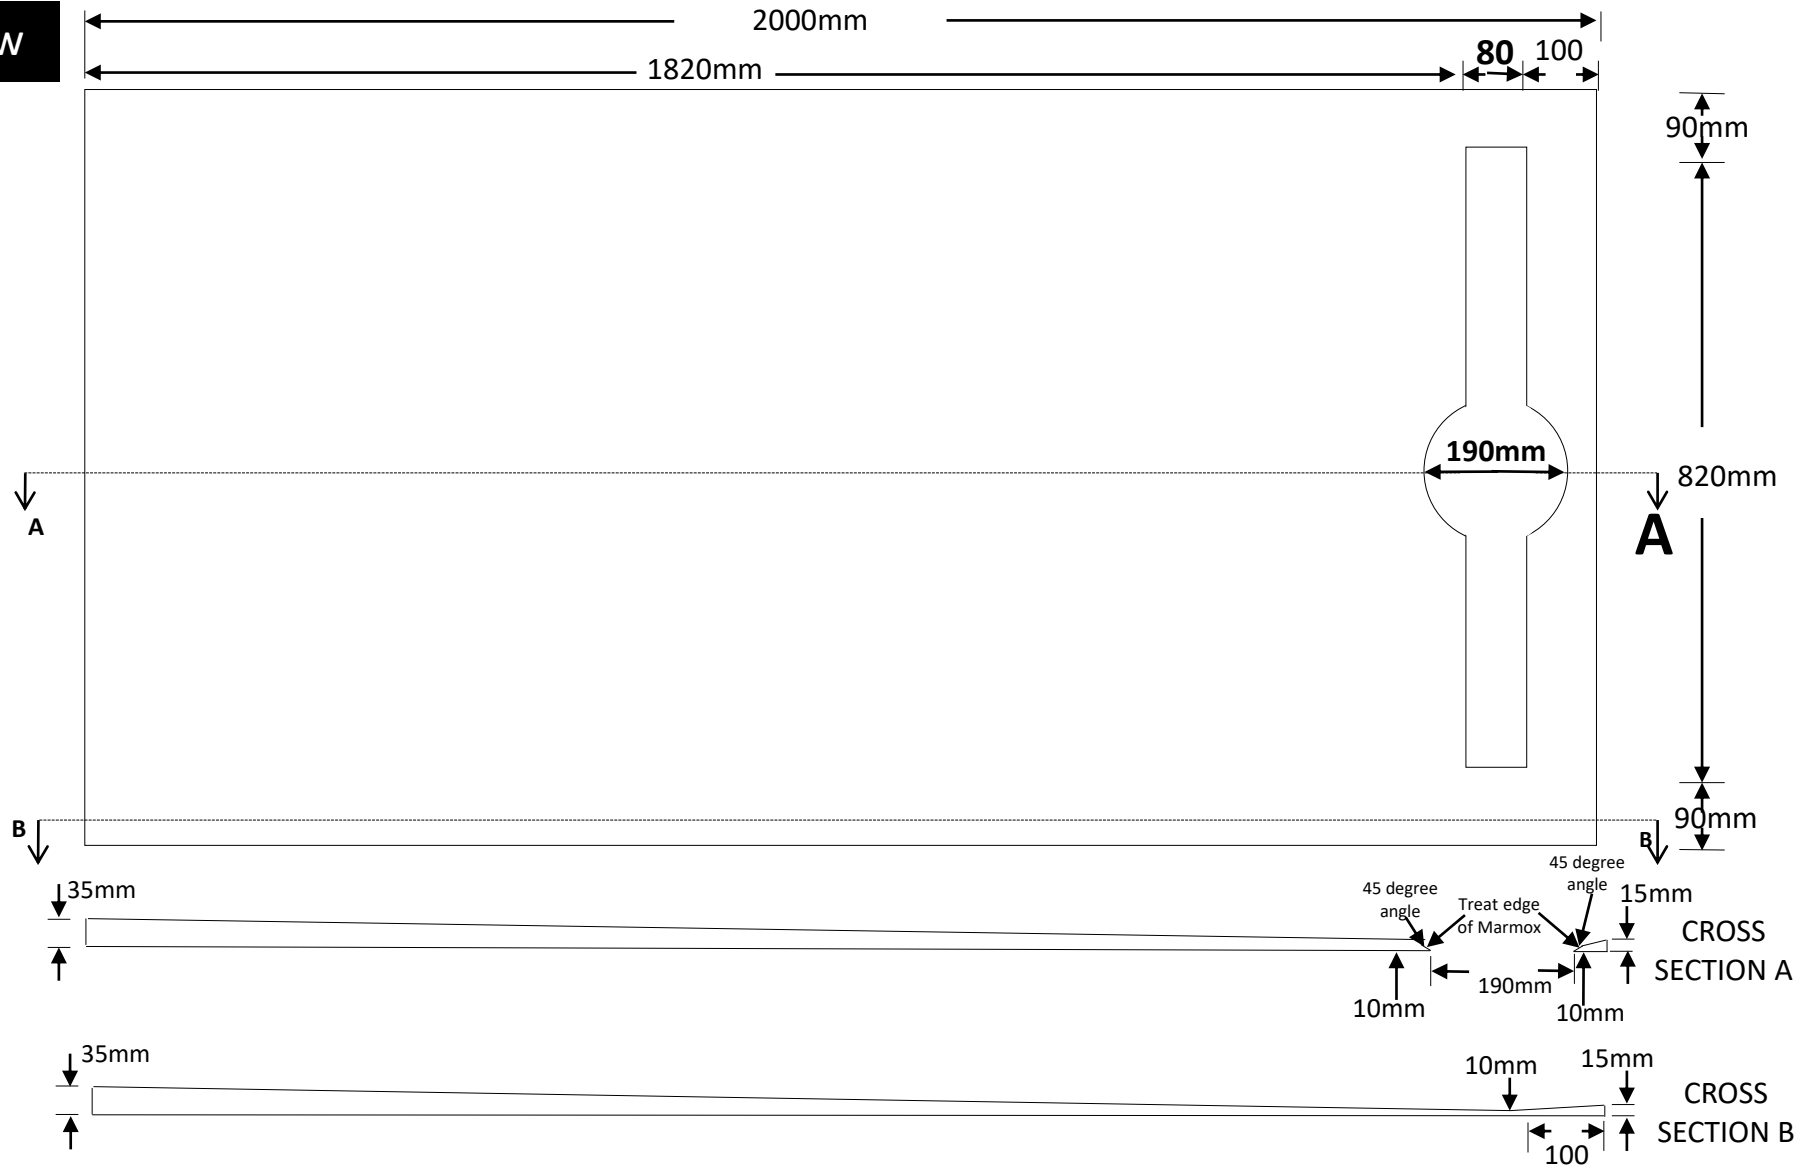 W
2000mm
1820mm
80
100
90mm
190mm
820mm
A
A
B
90mm
B
35mm
45 degree
angle
Treat edge
of Marmox
45 degree
angle
15mm
CROSS
SECTION A
190mm
10mm
10mm
35mm
10mm
15mm
CROSS
SECTION B
100